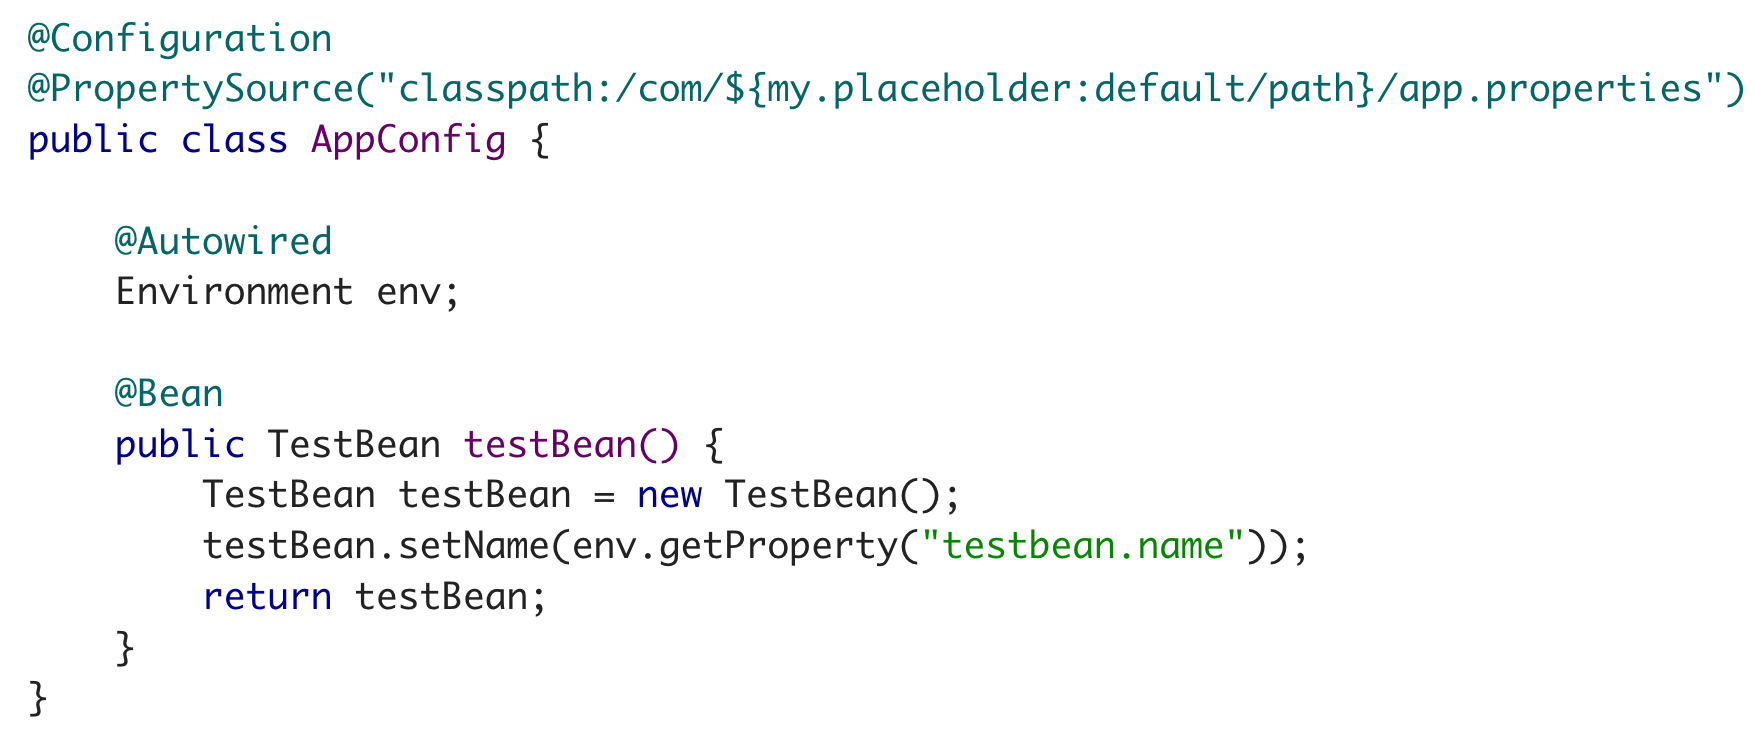 @Configuration
@PropertySource("classpath:/com/${my.placeholder:default/path}/app.properties")
public class AppConfig {
    @Autowired
    Environment env;
    @Bean
    public TestBean testBean() {
        TestBean testBean = new TestBean();
        testBean.setName(env.getProperty("testbean.name"));
        return testBean;
    }
}